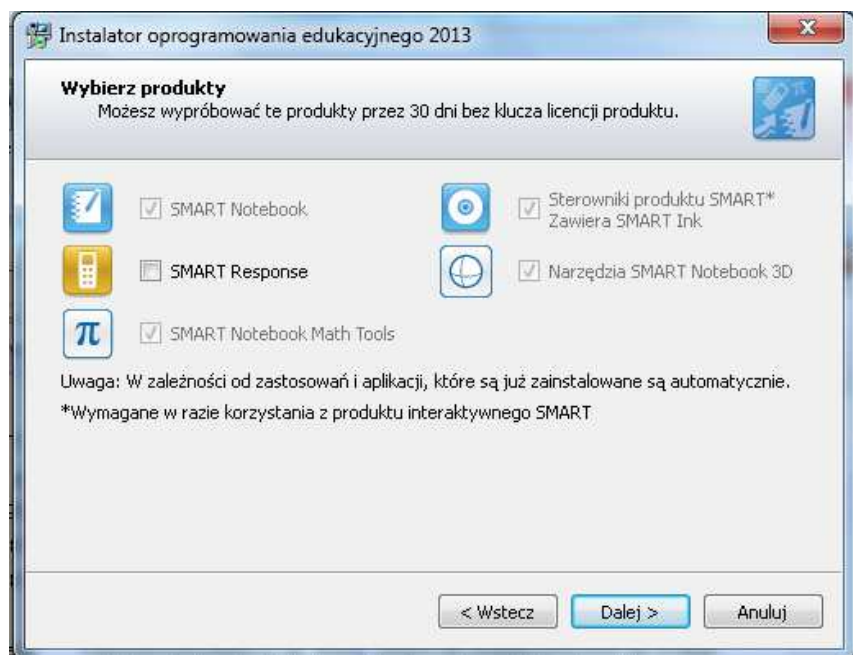 Instalator oprogramowania edukacyjnego 2013
Wybierz produkty
Możesz wypróbować te produkty przez 30 dni bez klucza licencji produktu.
SMART Notebook
Sterowniki produktu SMART*
Zawiera SMART Ink
SMART Response
Narzędzia SMART Notebook 3D
π
SMART Notebook Math Tools
Uwaga: W zależności od zastosowań i aplikacji, które są już zainstalowane są automatycznie.
*Wymagane w razie korzystania z produktu interaktywnego SMART
< Wstecz
Dalej >
Anuluj